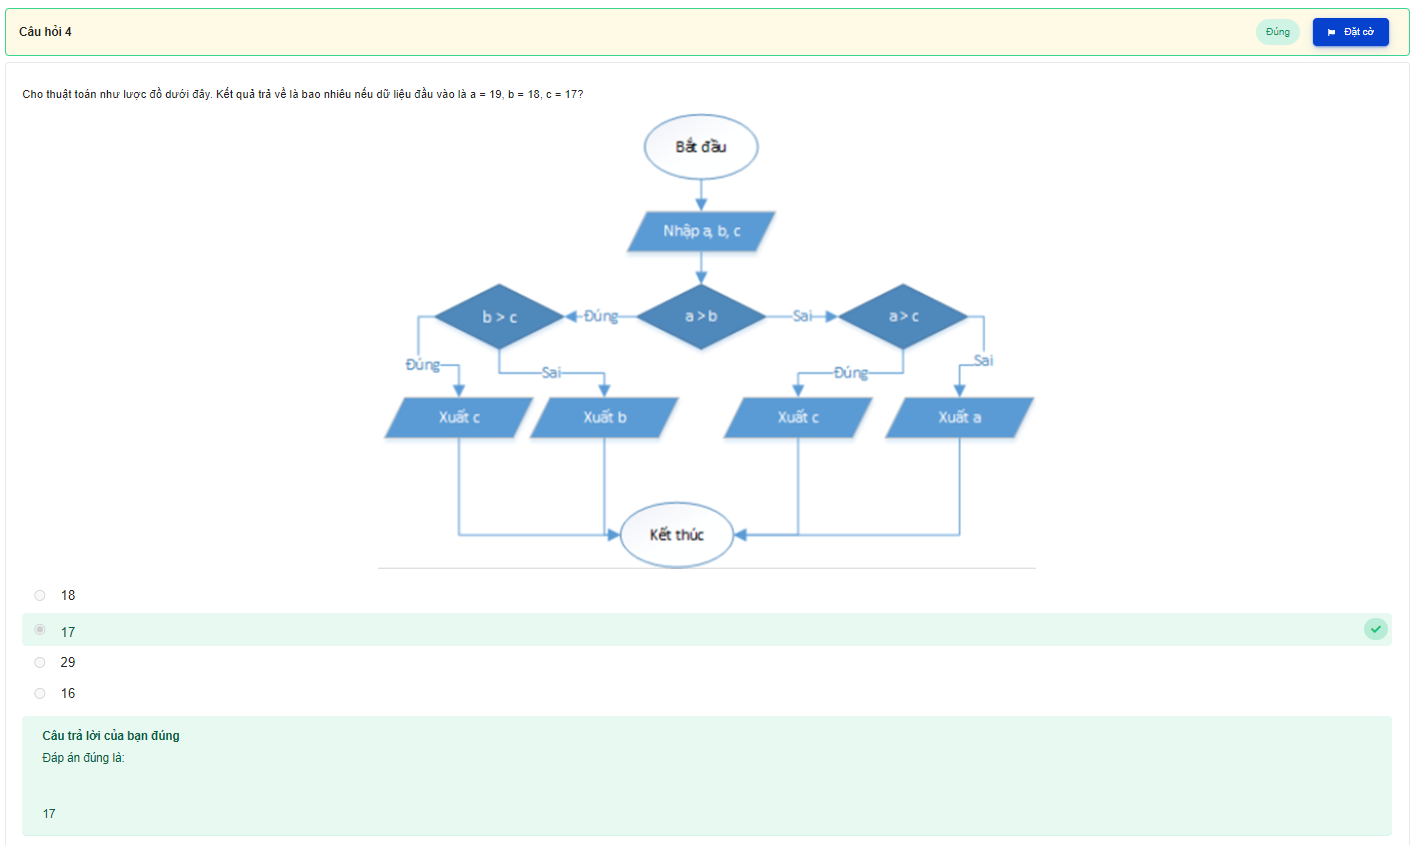 Câu hỏi 4
Đúng
Đặt cờ
Cho thuật toán như lược đồ dưới đây. Kết quả trả về là bao nhiêu nếu dữ liệu đầu vào là a = 19, b = 18, c = 17?
Bắt đầu
Nhập a, b, c
b > c
Đúng
a > b
Sai
a > c
Đúng
Sai
Đúng
Sai
Xuất c
Xuất b
Xuất c
Xuất a
Kết thúc
18
17
29
16
Câu trả lời của bạn đúng
Đáp án đúng là:
17